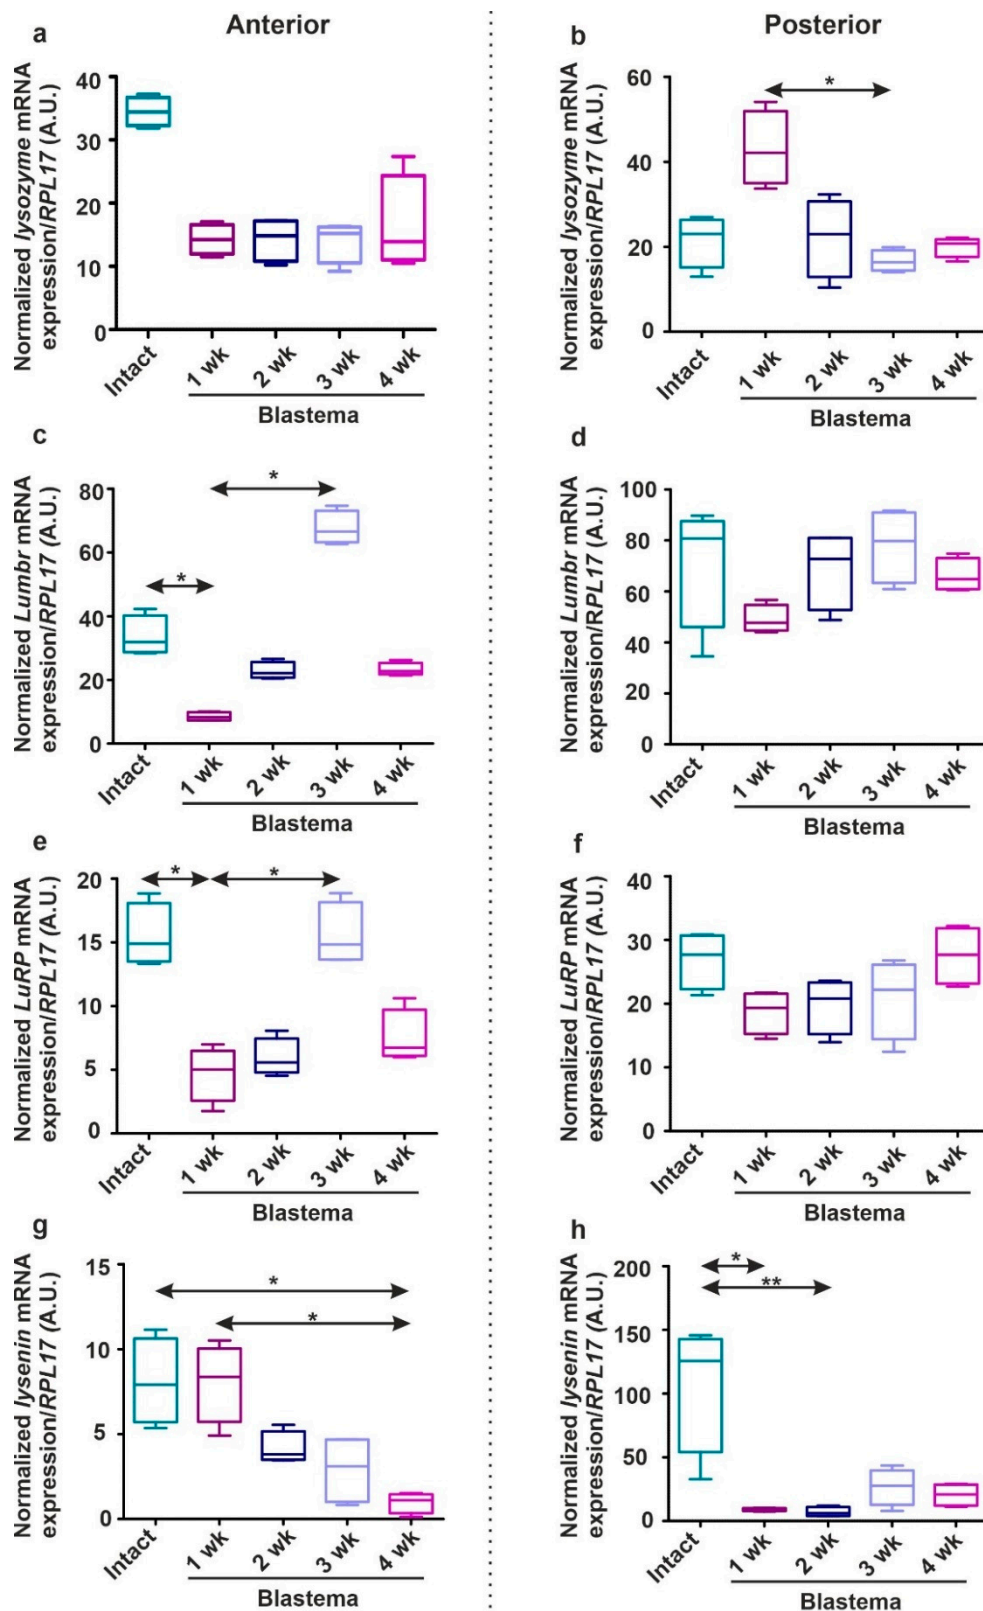 Anterior
Posterior
a
Normalized lysozyme mRNA
expression/RPL17 (A.U.)
40
30
20
10
0
Intact
1 wk
2 wk
3 wk
4 wk
Blastema
b
Normalized lysozyme mRNA
expression/RPL17 (A.U.)
60
40
20
0
*
Intact
1 wk
2 wk
3 wk
4 wk
Blastema
c
Normalized Lumbr mRNA
expression/RPL17 (A.U.)
80
60
40
20
0
*
*
Intact
1 wk
2 wk
3 wk
4 wk
Blastema
d
Normalized Lumbr mRNA
expression/RPL17 (A.U.)
100
80
60
40
20
0
Intact
1 wk
2 wk
3 wk
4 wk
Blastema
e
Normalized LuRP mRNA
expression/RPL17 (A.U.)
20
15
10
5
0
*
*
Intact
1 wk
2 wk
3 wk
4 wk
Blastema
f
Normalized LuRP mRNA
expression/RPL17 (A.U.)
40
30
20
10
0
Intact
1 wk
2 wk
3 wk
4 wk
Blastema
g
Normalized lysenin mRNA
expression/RPL17 (A.U.)
15
10
5
0
*
*
Intact
1 wk
2 wk
3 wk
4 wk
Blastema
h
Normalized lysenin mRNA
expression/RPL17 (A.U.)
200
150
100
50
0
*
**
Intact
1 wk
2 wk
3 wk
4 wk
Blastema